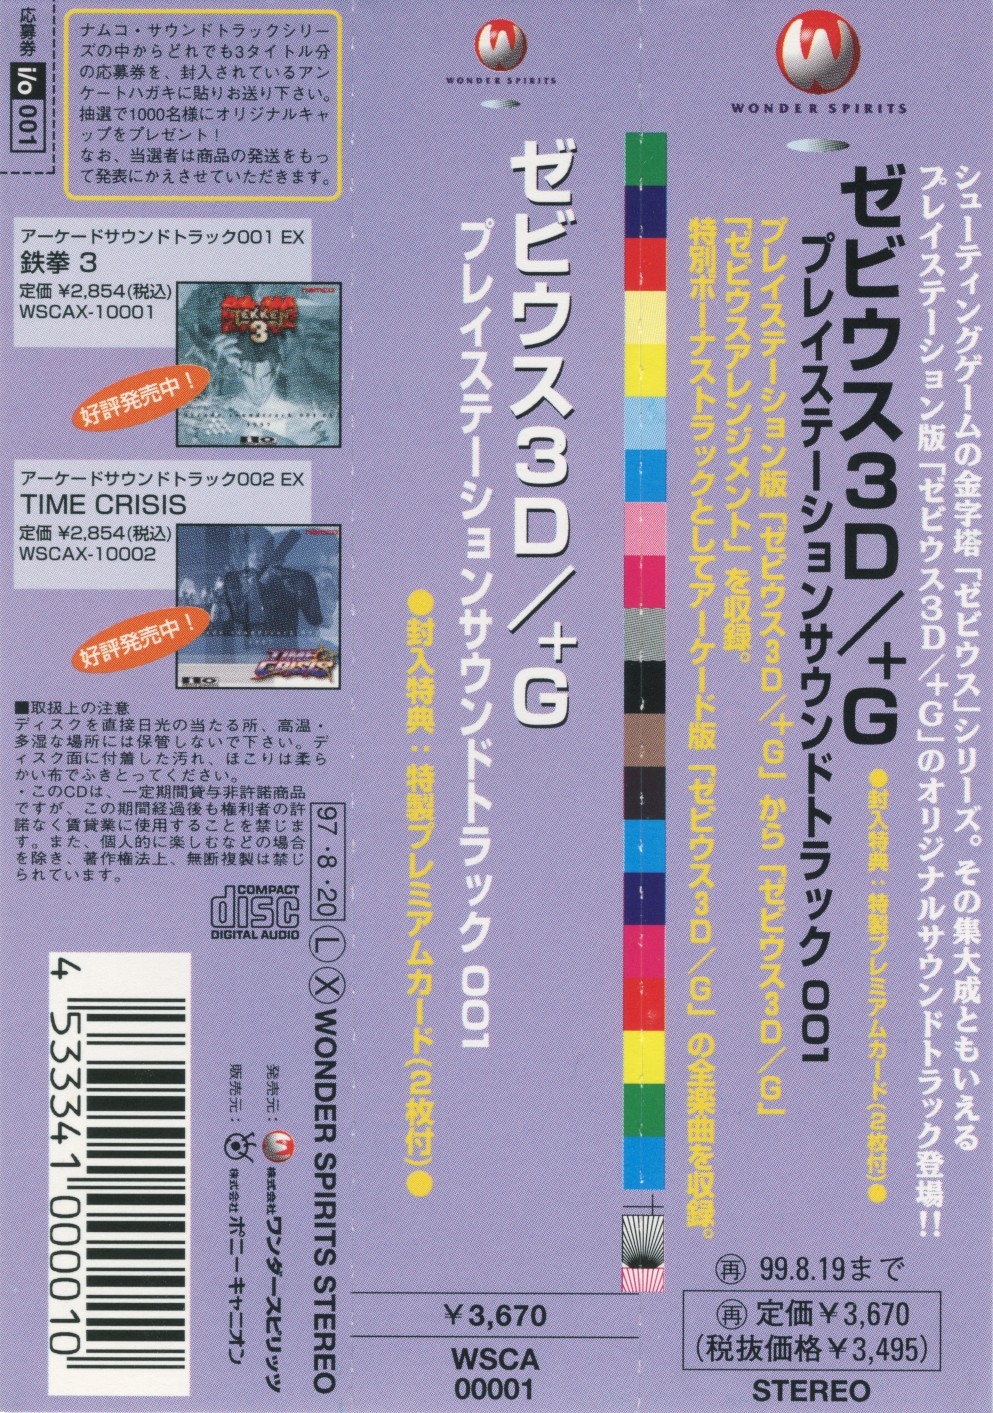 WONDER SPIRITS
シューティングゲームの金字塔「ゼビウス」シリーズ。その集大成ともいえる
プレイステーション版「ゼビウス3D/+G」のオリジナルサウンドトラック登場!!
ゼビウス3D/+G
プレイステーションサウンドトラック 001
●封入特典：特製プレミアムカード(2枚付)●
プレイステーション版「ゼビウス3D/+G」から「ゼビウス3D/G」
「ゼビウスアレンジメント」を収録。
特別ボーナストラックとしてアーケード版「ゼビウス3D/G」の全楽曲を収録。
再 99.8.19まで
再 定価￥3,670
(税抜価格￥3,495)
STEREO
WONDER SPIRITS
ゼビウス3D/+G
プレイステーションサウンドトラック 001
●封入特典：特製プレミアムカード(2枚付)●
￥3,670
WSCA
00001
応募券
i/o 001
ナムコ・サウンドトラックシリー
ズの中からどれでも3タイトル分
の応募券を、封入されているアン
ケートハガキに貼りお送り下さい。
抽選で1000名様にオリジナルキャ
ップをプレゼント！
なお、当選者は商品の発送をもっ
て発表にかえさせていただきます。
アーケードサウンドトラック001 EX
鉄拳 3
定価 ¥2,854(税込)
WSCAX-10001
好評発売中！
namco
TEKKEN
3
アーケードサウンドトラック002 EX
TIME CRISIS
定価 ¥2,854(税込)
WSCAX-10002
好評発売中！
namco
TIME CRISIS
■取扱上の注意
ディスクを直接日光の当たる所、高温・
多湿な場所には保管しないで下さい。デ
ィスク面に付着した汚れ、ほこりは柔ら
かい布でふきとってください。
・このCDは、一定期間貸与非許諾商品
ですが、この期間経過後も権利者の許
諾なく賃貸業に使用することを禁じま
す。また、個人的に楽しむなどの場合
を除き、著作権法上、無断複製は禁じ
られています。
COMPACT
disc
DIGITAL AUDIO
97・8・20 L X WONDER SPIRITS STEREO
発売元： 株式会社ワンダースピリッツ
販売元： 株式会社ポニーキャニオン
4 533341 000010